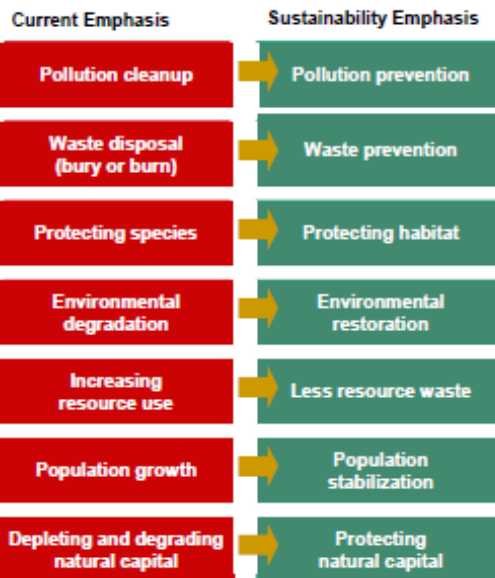 Current Emphasis
Sustainability Emphasis
Pollution cleanup
Pollution prevention
Waste disposal
(bury or burn)
Waste prevention
Protecting species
Protecting habitat
Environmental
degradation
Environmental
restoration
Increasing
resource use
Less resource waste
Population growth
Population
stabilization
Depleting and degrading
natural capital
Protecting
natural capital